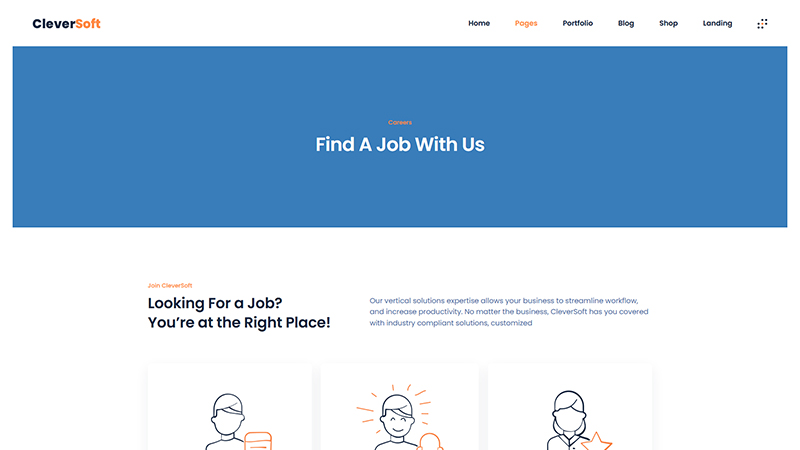 CleverSoft
Home Pages Portfolio Blog Shop Landing
Careers
Find A Job With Us
Join CleverSoft
Looking For a Job?
You’re at the Right Place!
Our vertical solutions expertise allows your business to streamline workflow,
and increase productivity. No matter the business, CleverSoft has you covered
with industry compliant solutions, customized